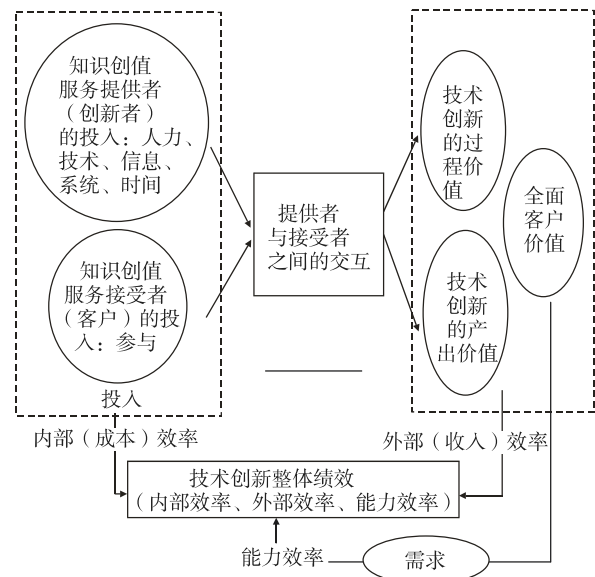 知识创值
服务提供者
（创新者）
的投入：人力、
技术、信息、
系统、时间
知识创值
服务接受者
（客户）的投
入：参与
投入
提供者
与接受者
之间的交互
技术
创新
的过
程价
值
全面
客户
价值
技术
创新
的产
出价值
内部（成本）效率
外部（收入）效率
技术创新整体绩效
（内部效率、外部效率、能力效率）
能力效率
需求